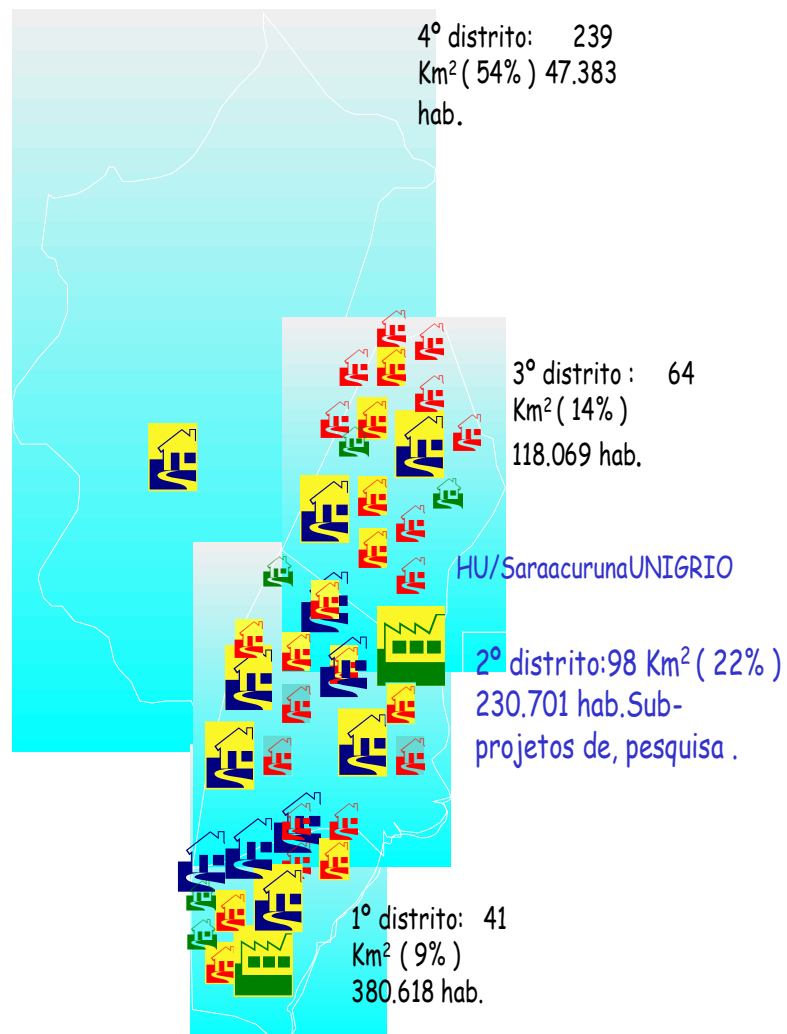 4º distrito: 239
Km² ( 54% ) 47.383
hab.
3º distrito : 64
Km² ( 14% )
118.069 hab.
HU/SaraacurunaUNIGRIO
2º distrito:98 Km² ( 22% )
230.701 hab.Sub-
projetos de, pesquisa .
1º distrito: 41
Km² ( 9% )
380.618 hab.